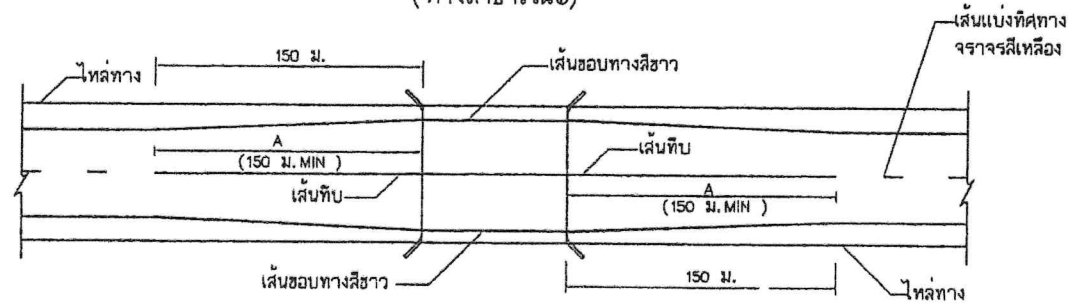 เส้นแบ่งทิศทาง
จราจรสีเหลือง
150 ม.
เส้นขอบทางสีขาว
ไหล่ทาง
A
(150 ม. MIN )
เส้นทึบ
เส้นทึบ
A
(150 ม. MIN )
เส้นขอบทางสีขาว
150 ม.
ไหล่ทาง